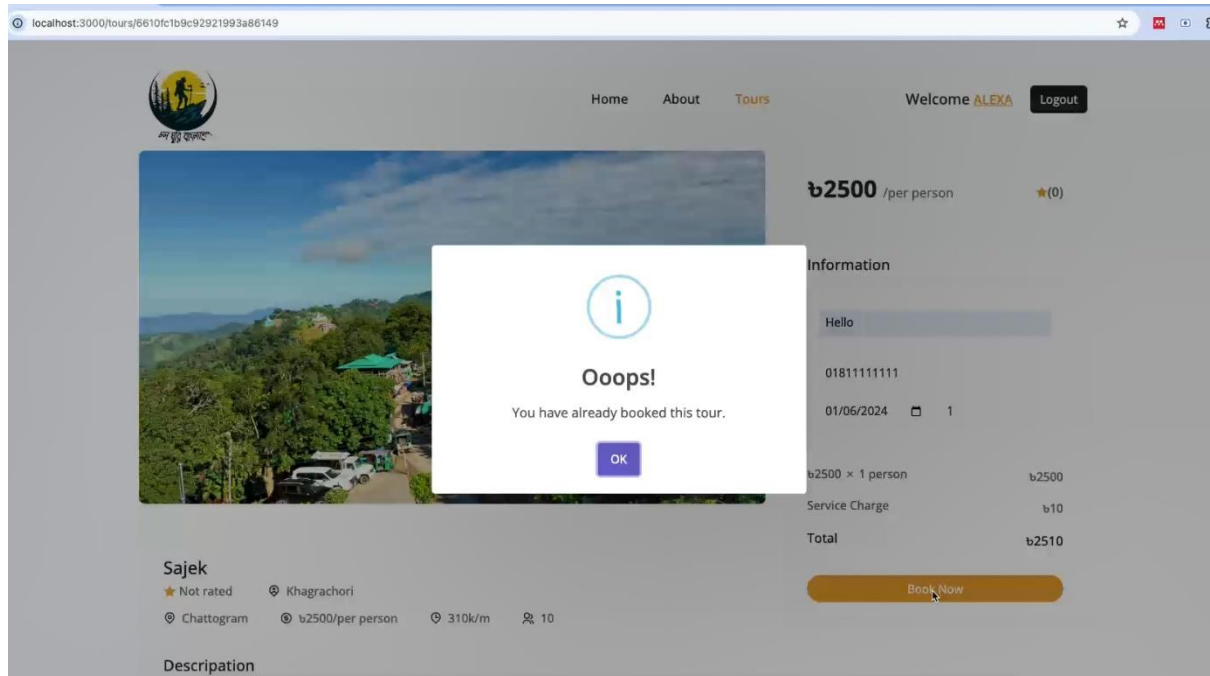 localhost:3000/tours/6610fc1b9c92921993a86149
Home About Tours Welcome ALEXA Logout
৳2500 /per person (0)
Information
Hello
01811111111
01/06/2024 1
Ooops!
You have already booked this tour.
OK
৳2500 × 1 person ৳2500
Service Charge ৳10
Total ৳2510
Book Now
Sajek
Not rated Khagrachori
Chattogram ৳2500/per person 310k/m 10
Descripation